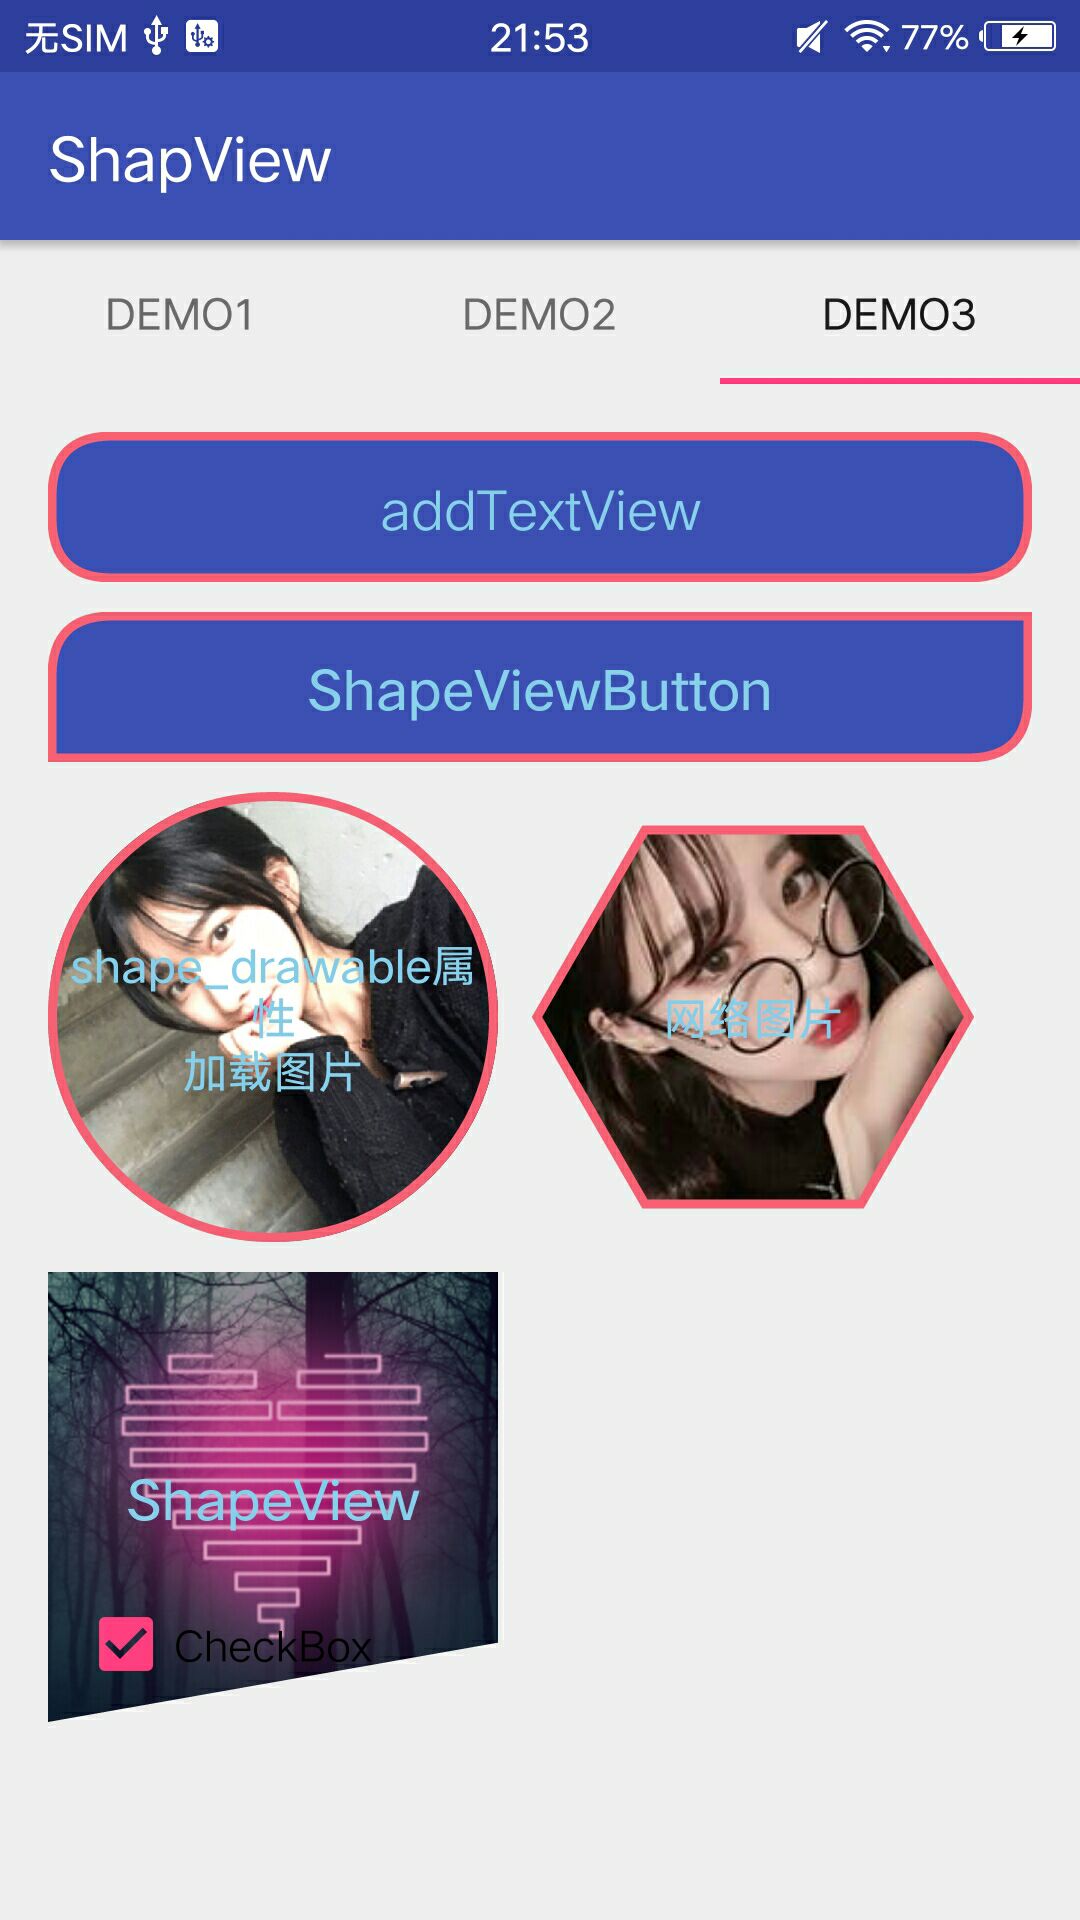 无SIM 21:53 77%
ShapView
DEMO1 DEMO2 DEMO3
addTextView
ShapeViewButton
shape_drawable属
性
加载图片
网络图片
ShapeView
CheckBox